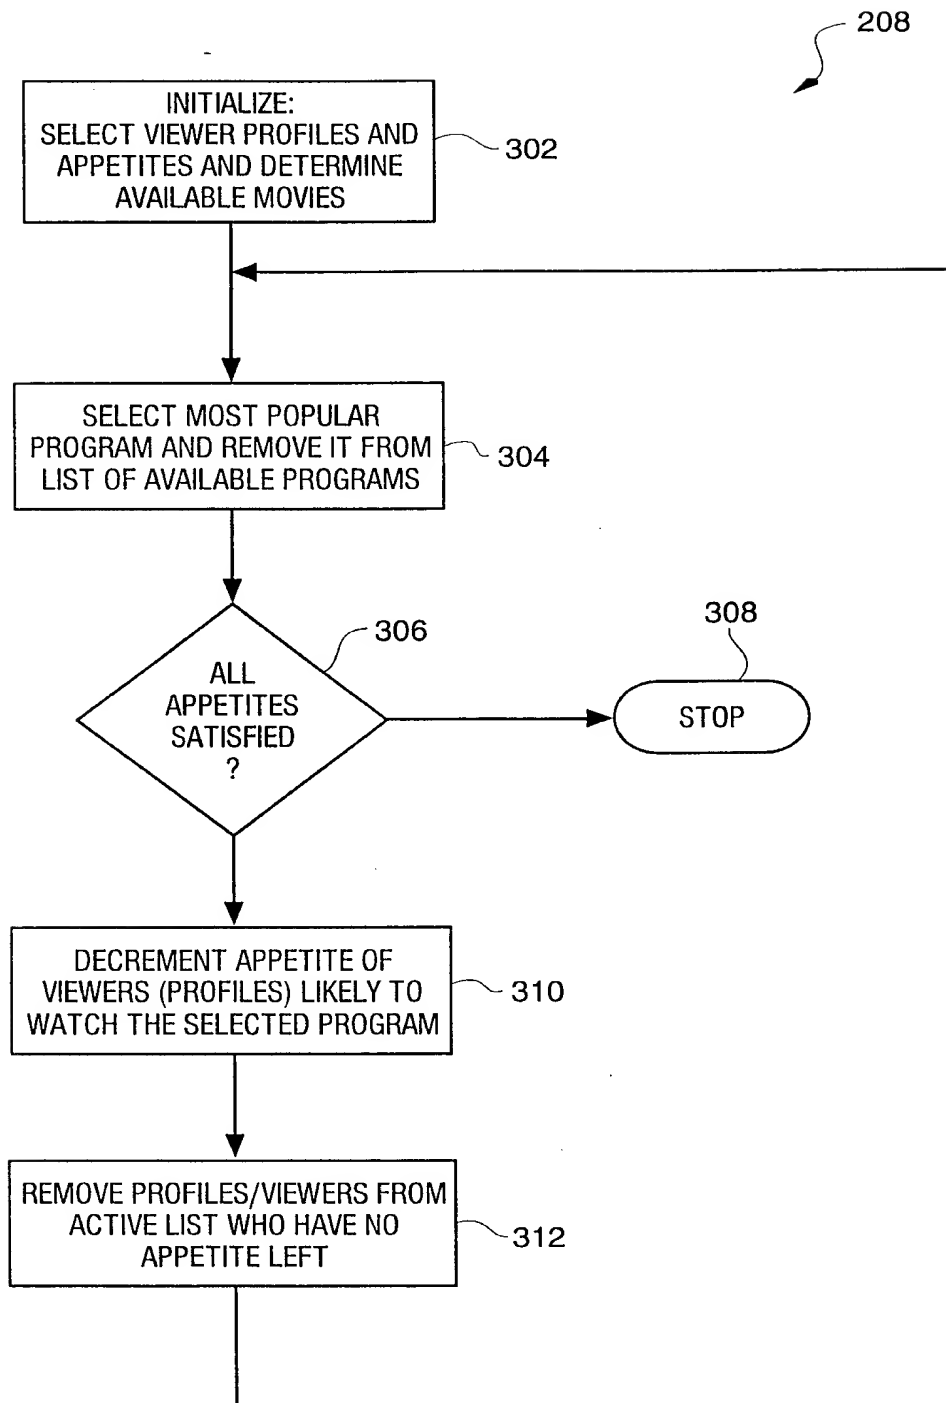 208
INITIALIZE:
SELECT VIEWER PROFILES AND
APPETITES AND DETERMINE
AVAILABLE MOVIES
302
SELECT MOST POPULAR
PROGRAM AND REMOVE IT FROM
LIST OF AVAILABLE PROGRAMS
304
306
ALL
APPETITES
SATISFIED
?
308
STOP
DECREMENT APPETITE OF
VIEWERS (PROFILES) LIKELY TO
WATCH THE SELECTED PROGRAM
310
REMOVE PROFILES/VIEWERS FROM
ACTIVE LIST WHO HAVE NO
APPETITE LEFT
312